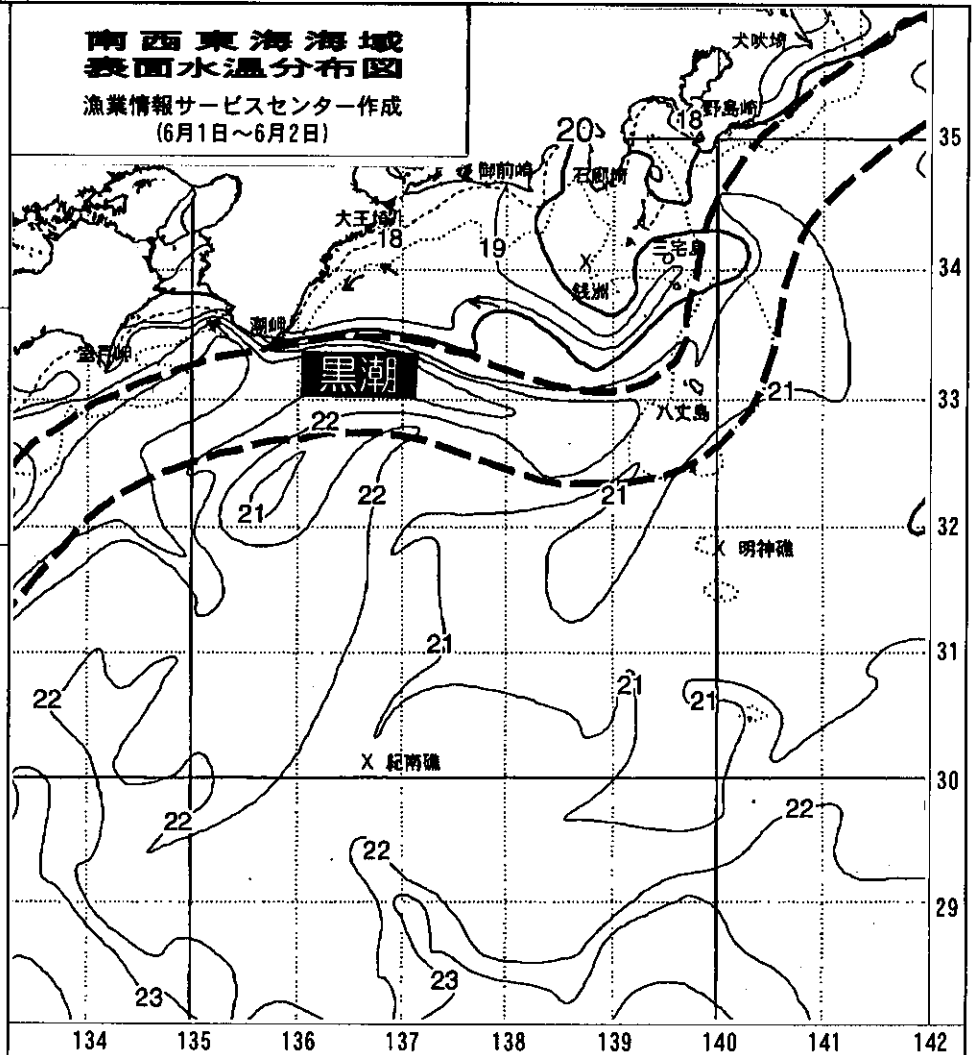 南西東海海域
表面水温分布図
漁業情報サービスセンター作成
(6月1日～6月2日)
犬吠埼
野島崎
18
20
35
御前崎
石廊崎
大王埼
18
19
三宅島
34
X
銭洲
潮岬
室戸岬
黒潮
八丈島
21
33
22
22
21
21
32
X 明神礁
21
31
22
21
21
X 紀南礁
30
22
22
22
29
23
23
134
135
136
137
138
139
140
141
142